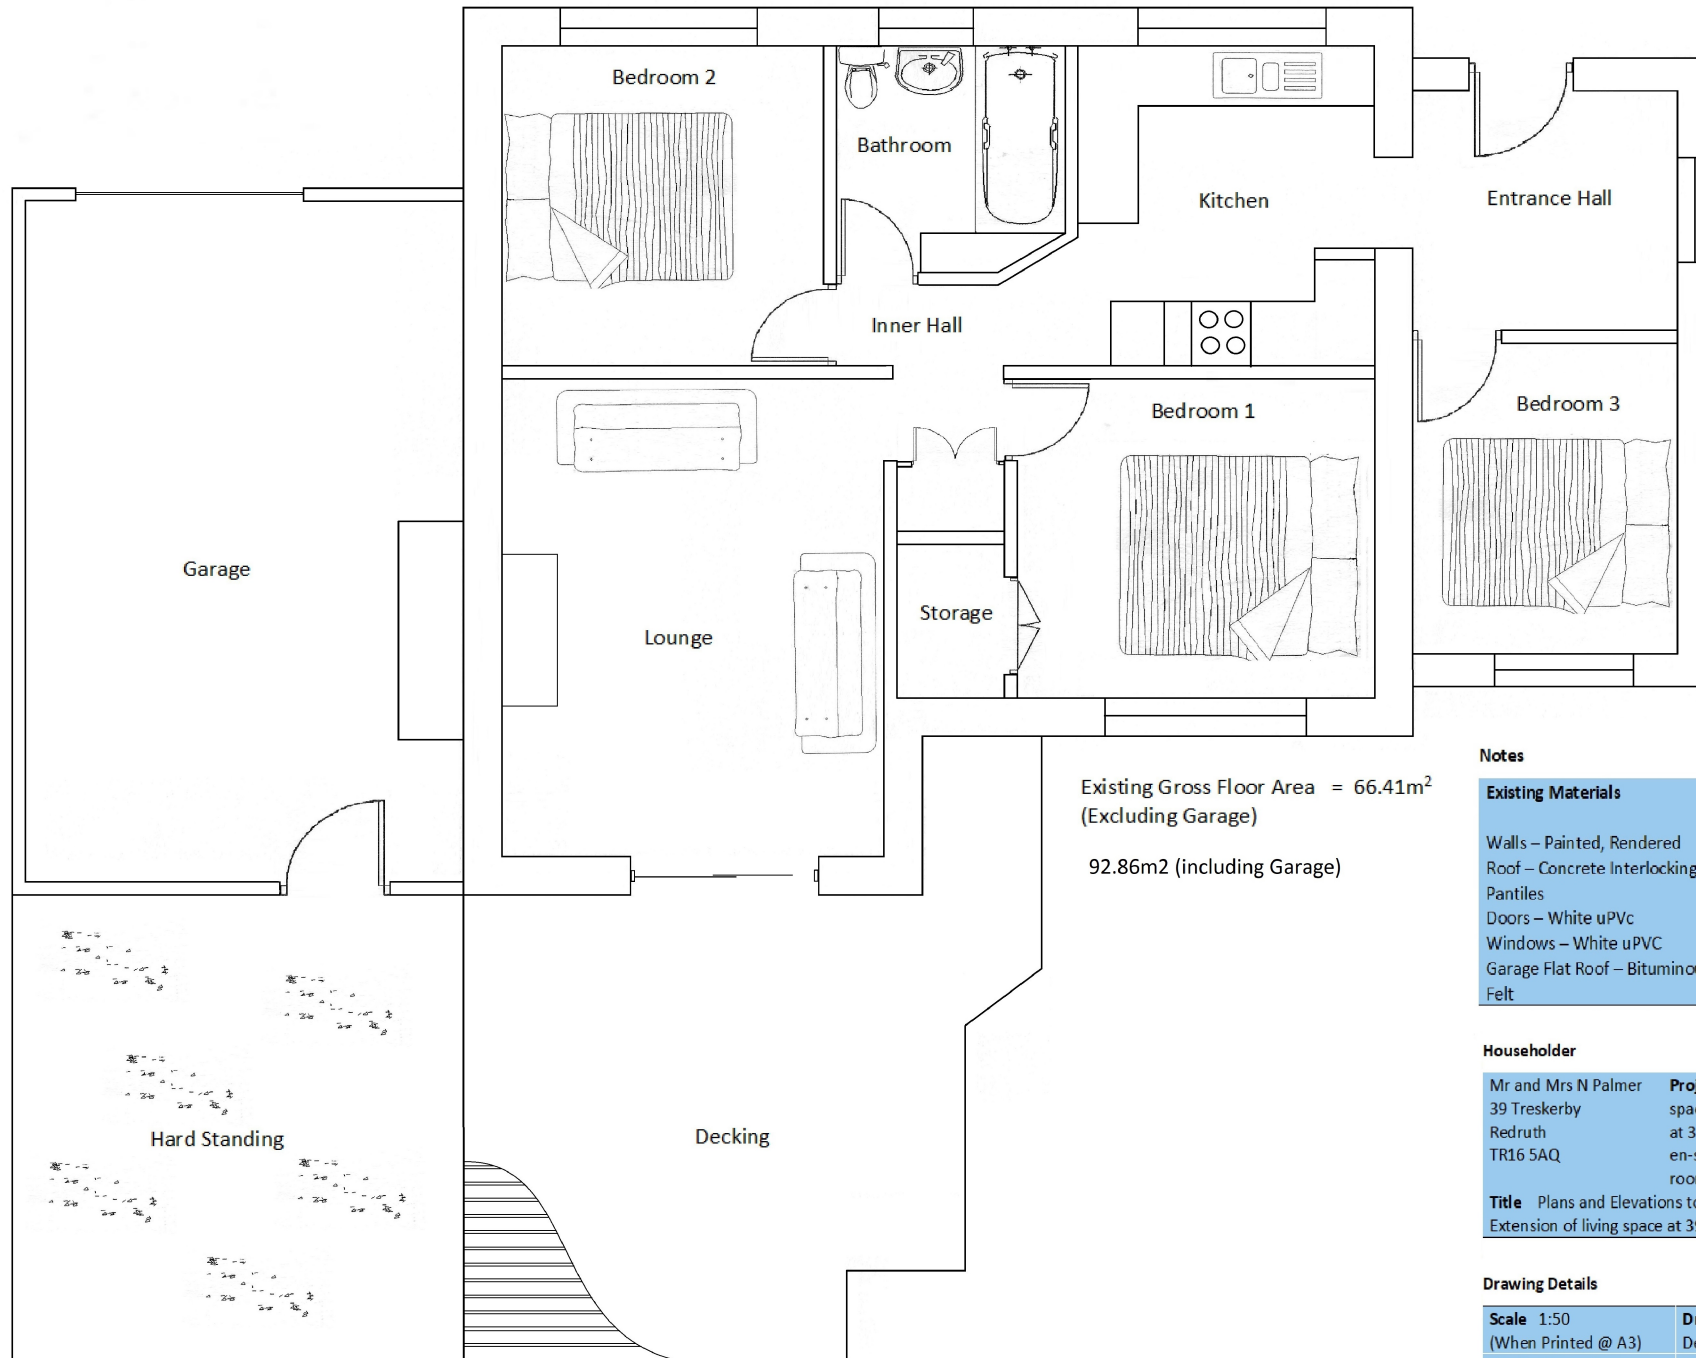 Bedroom 2
Bathroom
Kitchen
Entrance Hall
Inner Hall
Bedroom 1
Bedroom 3
Garage
Lounge
Storage
Existing Gross Floor Area = 66.41m²
(Excluding Garage)
92.86m2 (including Garage)
Hard Standing
Decking
Notes
Existing Materials
Walls – Painted, Rendered
Roof – Concrete Interlocking
Pantiles
Doors – White uPVc
Windows – White uPVC
Garage Flat Roof –
Felt
Householder
Mr and Mrs N Palmer
39 Treskerby
Redruth at
TR16 5AQ
Title Plans and Elevations
Extension of living space at
Drawing Details
Scale 1:50
(When Printed @ A3)